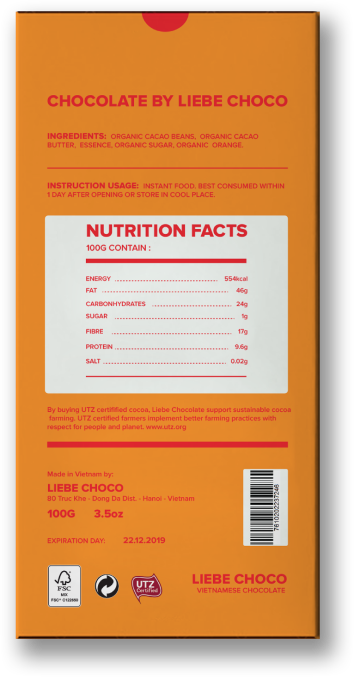 CHOCOLATE BY LIEBE CHOCO
INGREDIENTS: ORGANIC CACAO BEANS, ORGANIC CACAO
BUTTER, ESSENCE, ORGANIC SUGAR, ORGANIC ORANGE.
INSTRUCTION USAGE: INSTANT FOOD. BEST CONSUMED WITHIN
1 DAY AFTER OPENING OR STORE IN COOL PLACE.
NUTRITION FACTS
100G CONTAIN :
ENERGY 554kcal
FAT 46g
CARBONHYDRATES 24g
SUGAR 1g
FIBRE 17g
PROTEIN 9.6g
SALT 0.02g
By buying UTZ certifified cocoa, Liebe Chocolate support sustainable cocoa
farming. UTZ certified farmers implement better farming practices with
respect for people and planet. www.utz.org
Made in Vietnam by:
LIEBE CHOCO
80 Truc Khe - Dong Da Dist. - Hanoi - Vietnam
100G 3.5oz
7610202237246
EXPIRATION DAY: 22.12.2019
FSC
MIX
FSC® C122650
UTZ
Certified
LIEBE CHOCO
VIETNAMESE CHOCOLATE